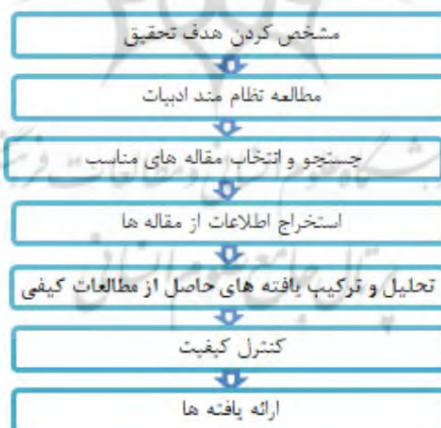 مشخص کردن هدف تحقیق
مطالعه نظام مند ادبیات
جستجو و انتخاب مقاله های مناسب
استخراج اطلاعات از مقاله ها
تحلیل و ترکیب یافته های حاصل از مطالعات کیفی
کنترل کیفیت
ارائه یافته ها